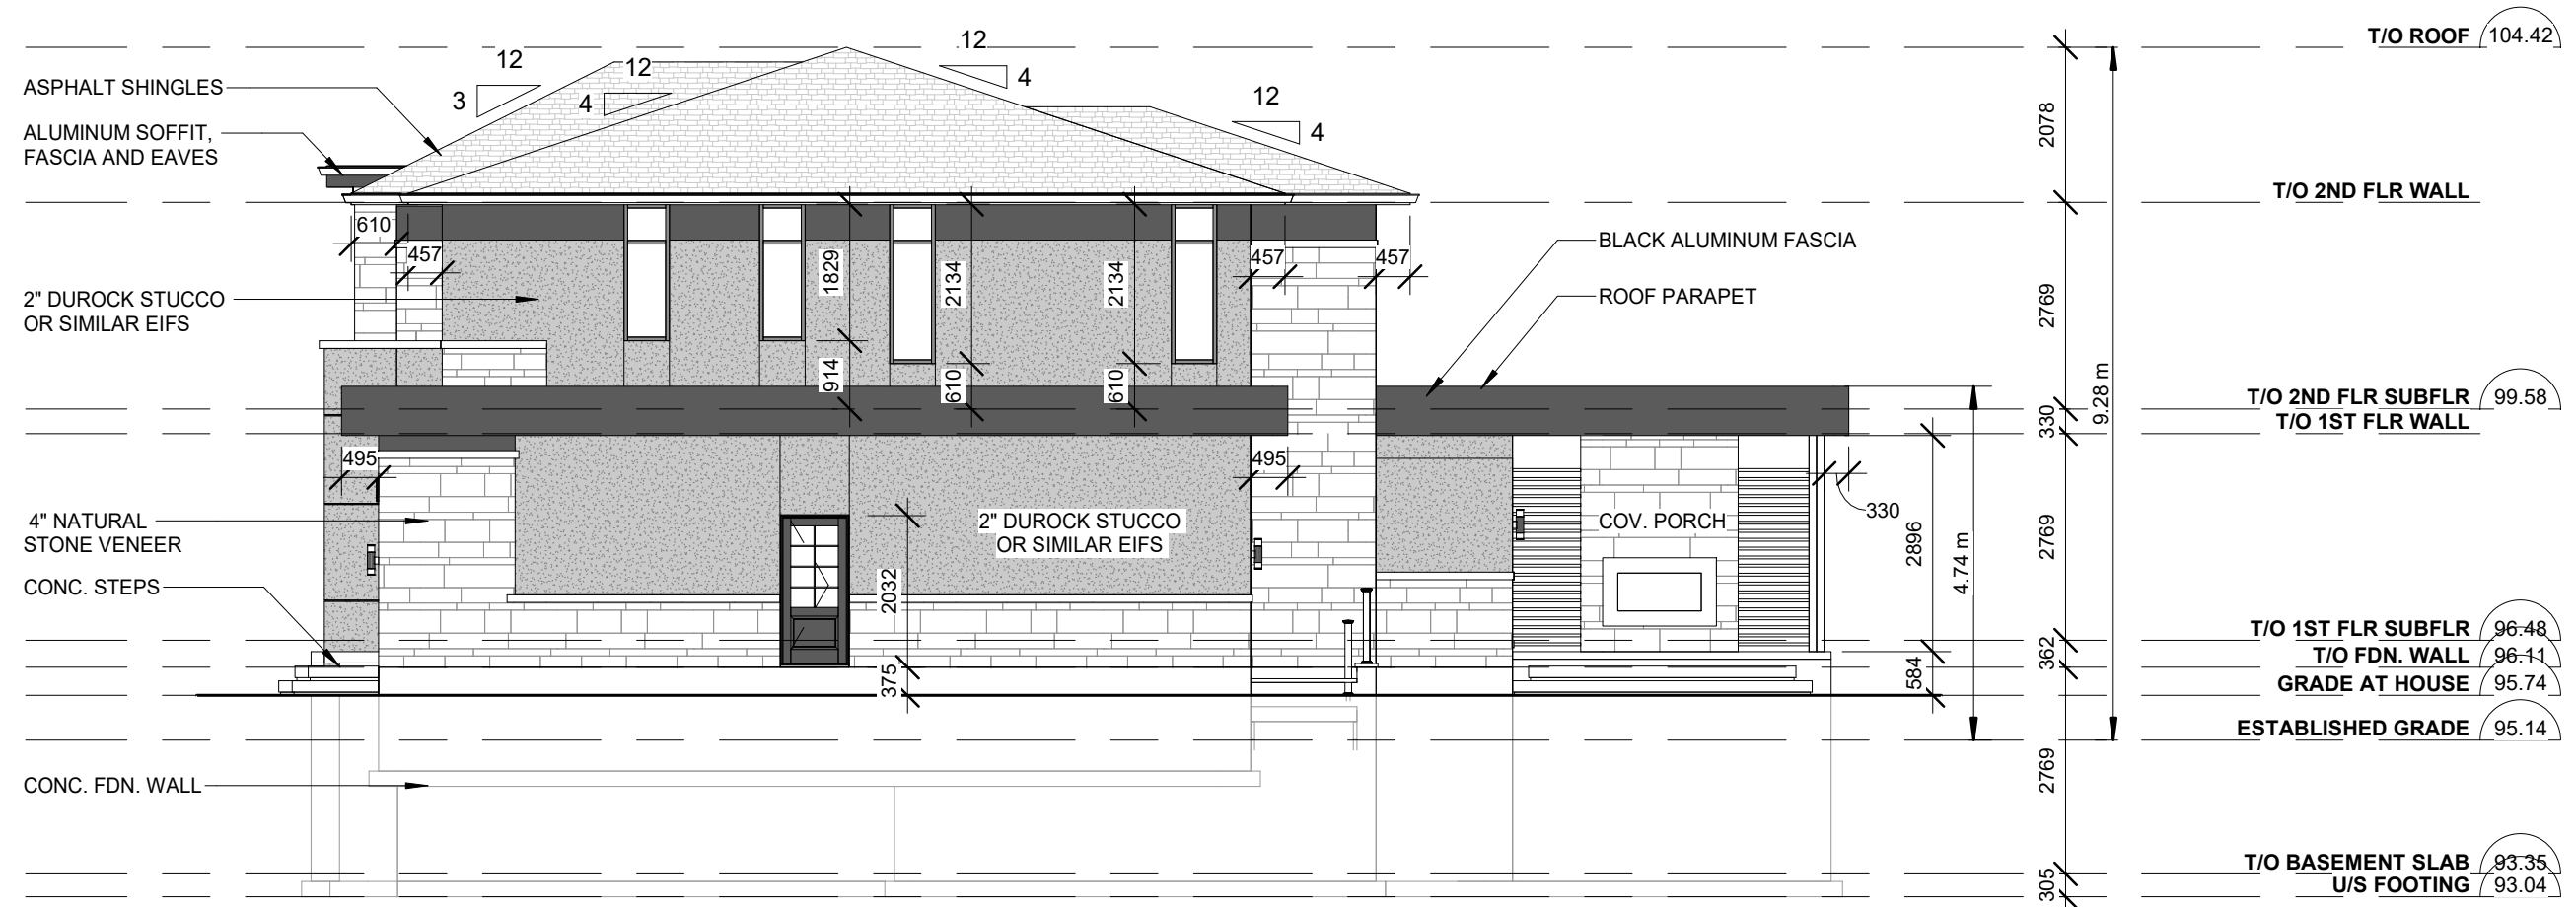 T/O ROOF 104.42
12
12
12
3
4
4
12
4
ASPHALT SHINGLES
ALUMINUM SOFFIT,
FASCIA AND EAVES
2078
T/O 2ND FLR WALL
610
457
457
457
BLACK ALUMINUM FASCIA
ROOF PARAPET
2" DUROCK STUCCO
OR SIMILAR EIFS
1829
2134
2134
2769
914
610
610
9.28 m
T/O 2ND FLR SUBFLR 99.58
330
T/O 1ST FLR WALL
495
495
330
4" NATURAL
STONE VENEER
2" DUROCK STUCCO
OR SIMILAR EIFS
COV. PORCH
2032
2896
4.74 m
2769
CONC. STEPS
T/O 1ST FLR SUBFLR 96.48
362
T/O FDN. WALL 96.11
375
584
GRADE AT HOUSE 95.74
ESTABLISHED GRADE 95.14
2769
CONC. FDN. WALL
T/O BASEMENT SLAB 93.35
305
U/S FOOTING 93.04